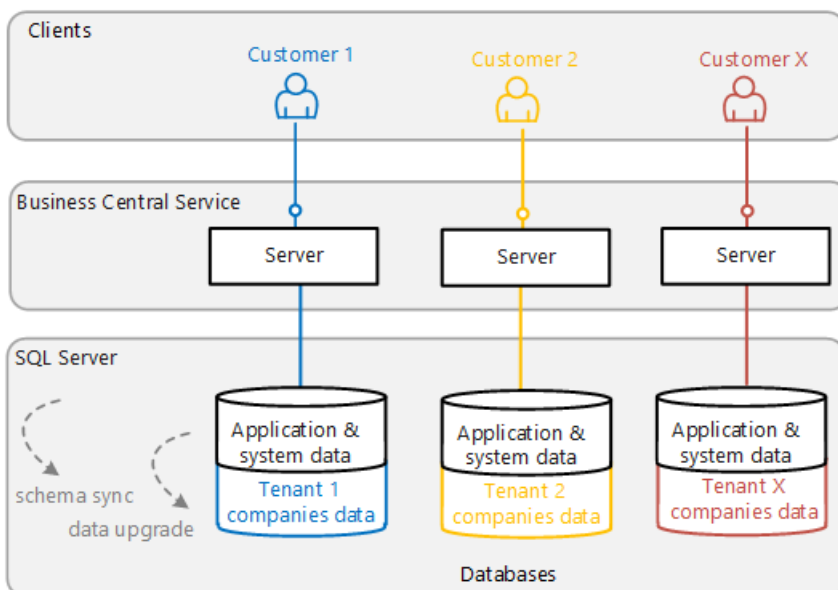 Clients
Customer 1
Customer 2
Customer X
Business Central Service
Server
Server
Server
SQL Server
Application &
system data
Tenant 1
companies data
Application &
system data
Tenant 2
companies data
Application &
system data
Tenant X
companies data
schema sync
data upgrade
Databases